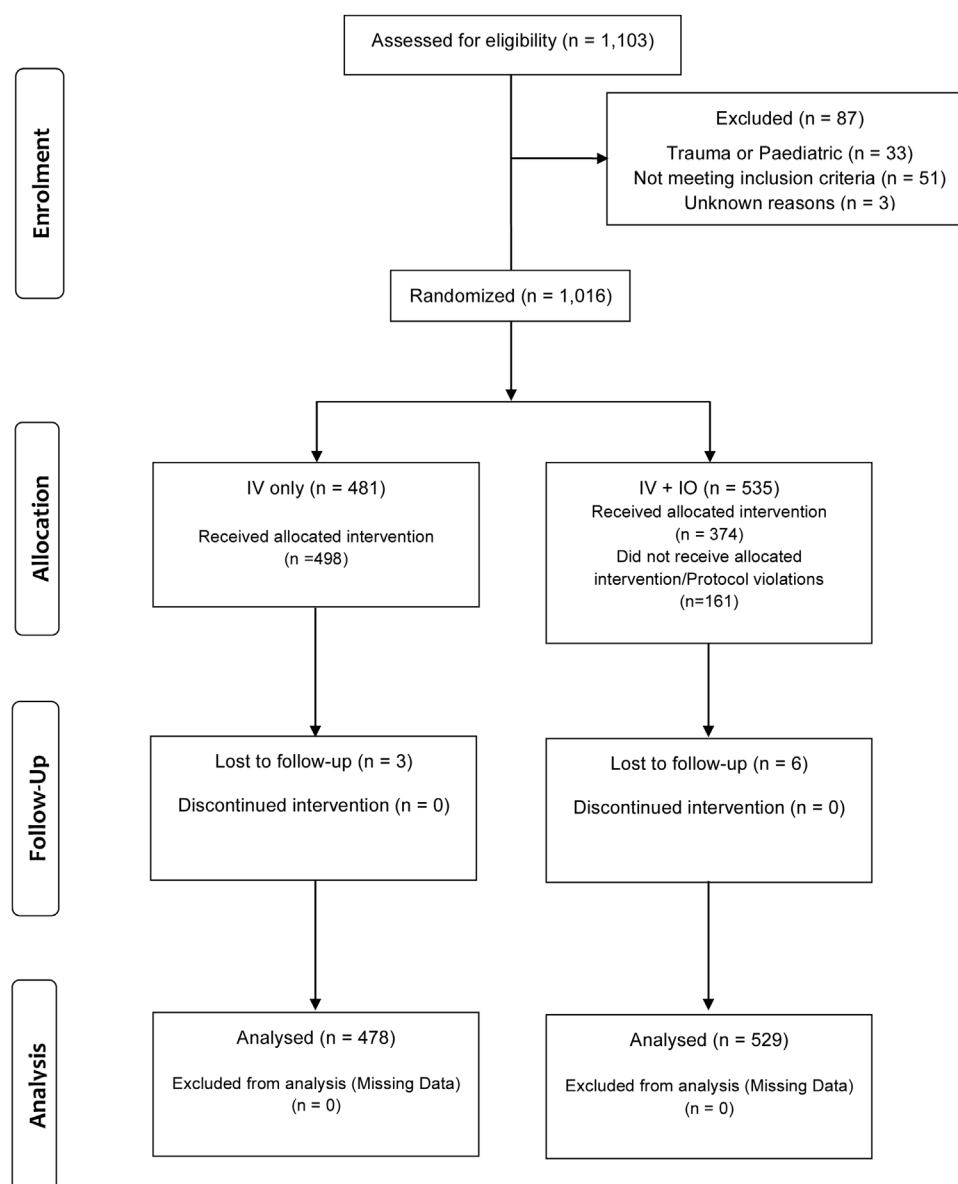 Enrolment
Assessed for eligibility (n = 1,103)
Excluded (n = 87)
Trauma or Paediatric (n = 33)
Not meeting inclusion criteria (n = 51)
Unknown reasons (n = 3)
Randomized (n = 1,016)
Allocation
IV only (n = 481)
Received allocated intervention
(n =498)
IV + IO (n = 535)
Received allocated intervention
(n = 374)
Did not receive allocated
intervention/Protocol violations
(n=161)
Follow-Up
Lost to follow-up (n = 3)
Discontinued intervention (n = 0)
Lost to follow-up (n = 6)
Discontinued intervention (n = 0)
Analysis
Analysed (n = 478)
Excluded from analysis (Missing Data)
(n = 0)
Analysed (n = 529)
Excluded from analysis (Missing Data)
(n = 0)